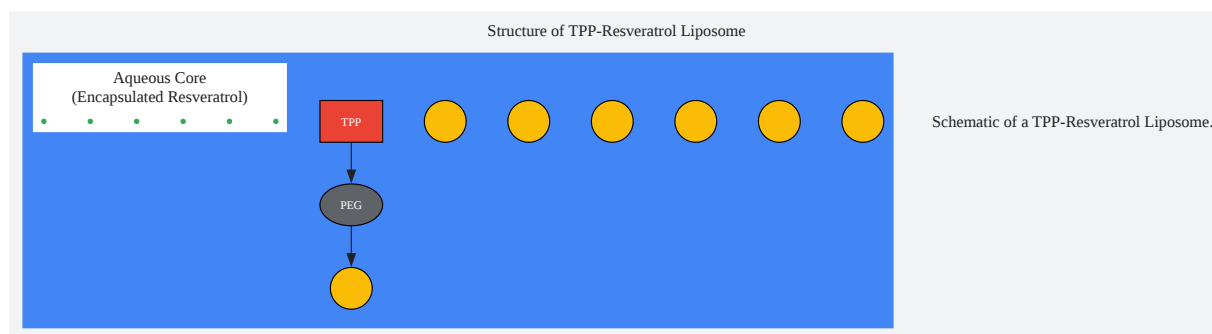 Structure of TPP-Resveratrol Liposome
Aqueous Core
(Encapsulated Resveratrol)
TPP
Schematic of a TPP-Resveratrol Liposome.
PEG